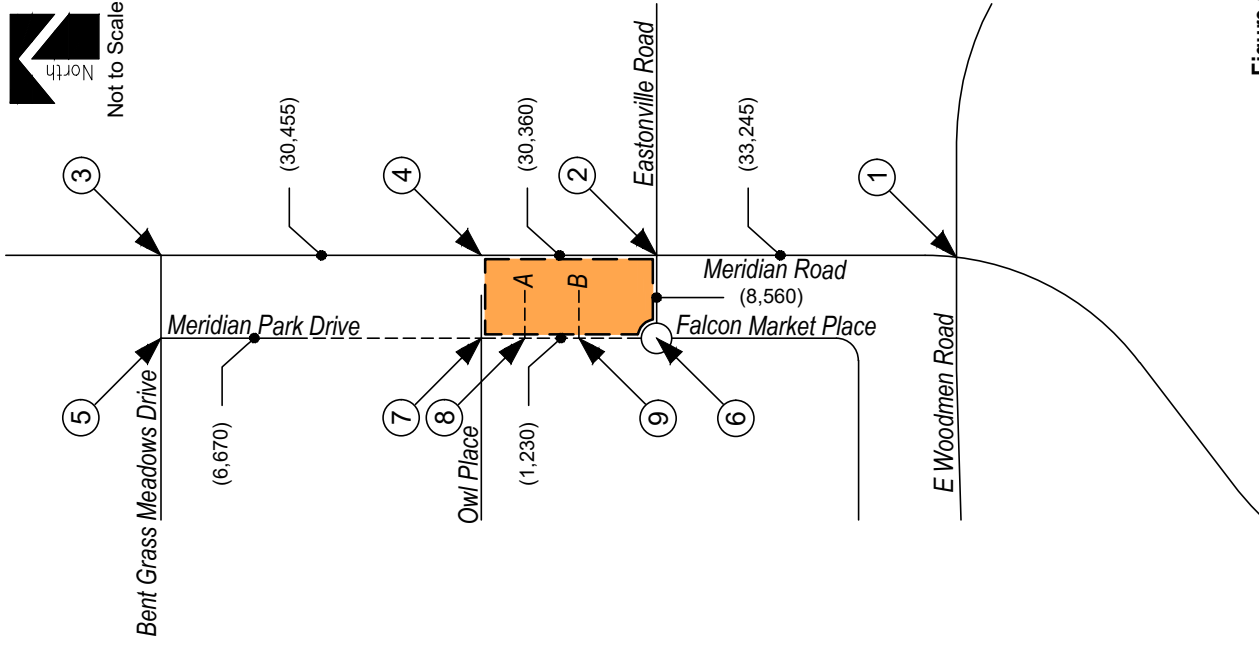 North
Not to Scale
(30,455)
Eastonville Road
(30,360)
(33,245)
3
4
2
1
A
B
Meridian Road
(8,560)
Meridian Park Drive
Falcon Market Place
5
7
8
9
6
Bent Grass Meadows Drive
(6,670)
Owl Place
(1,230)
E Woodmen Road
Figure